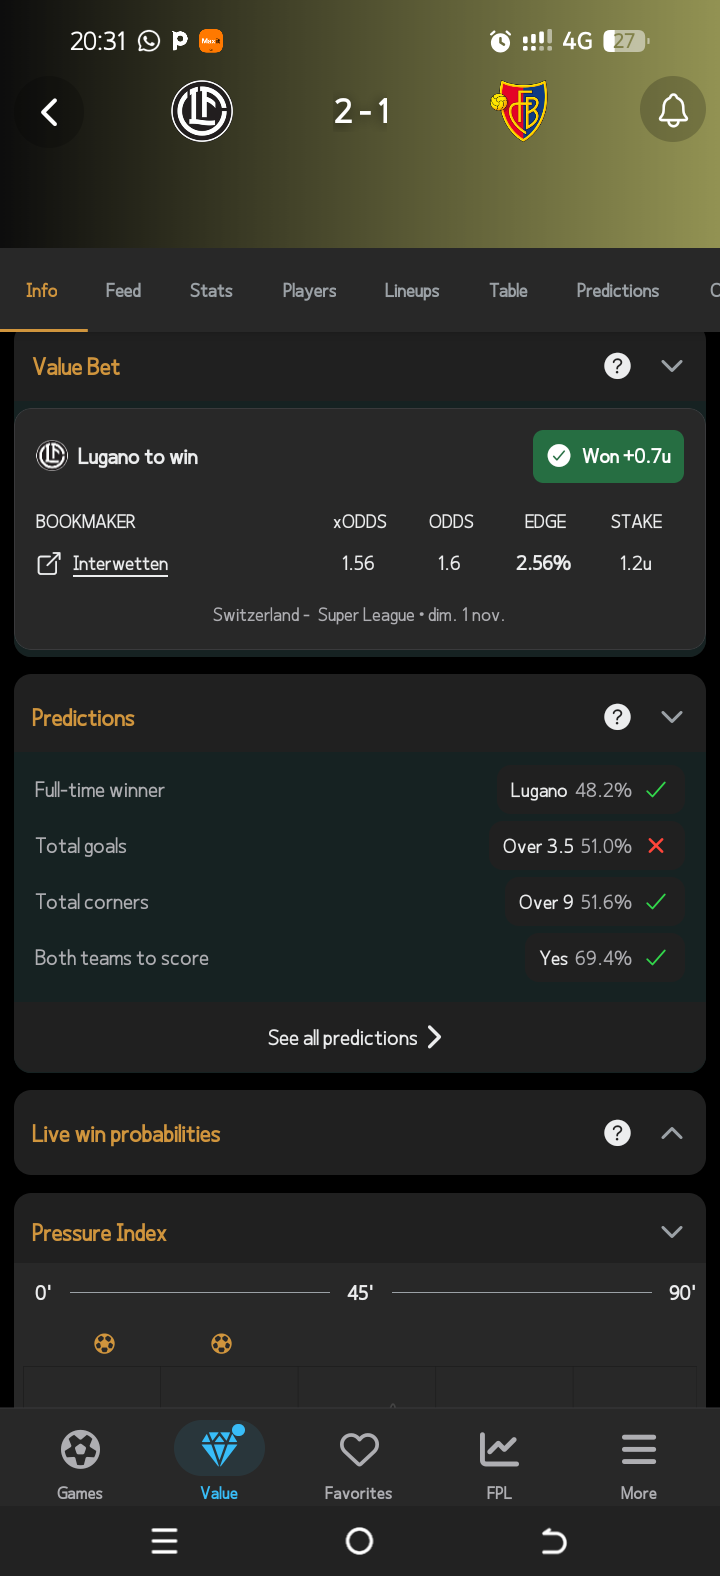 20:31 4G 27
2 - 1
Info Feed Stats Players Lineups Table Predictions
Value Bet ?
Lugano to win Won +0.7u
BOOKMAKER xODDS ODDS EDGE STAKE
Interwetten 1.56 1.6 2.56% 1.2u
Switzerland - Super League • dim. 1 nov.
Predictions ?
Full-time winner Lugano 48.2%
Total goals Over 3.5 51.0%
Total corners Over 9 51.6%
Both teams to score Yes 69.4%
See all predictions
Live win probabilities ?
Pressure Index
0' 45' 90'
Games Value Favorites FPL More